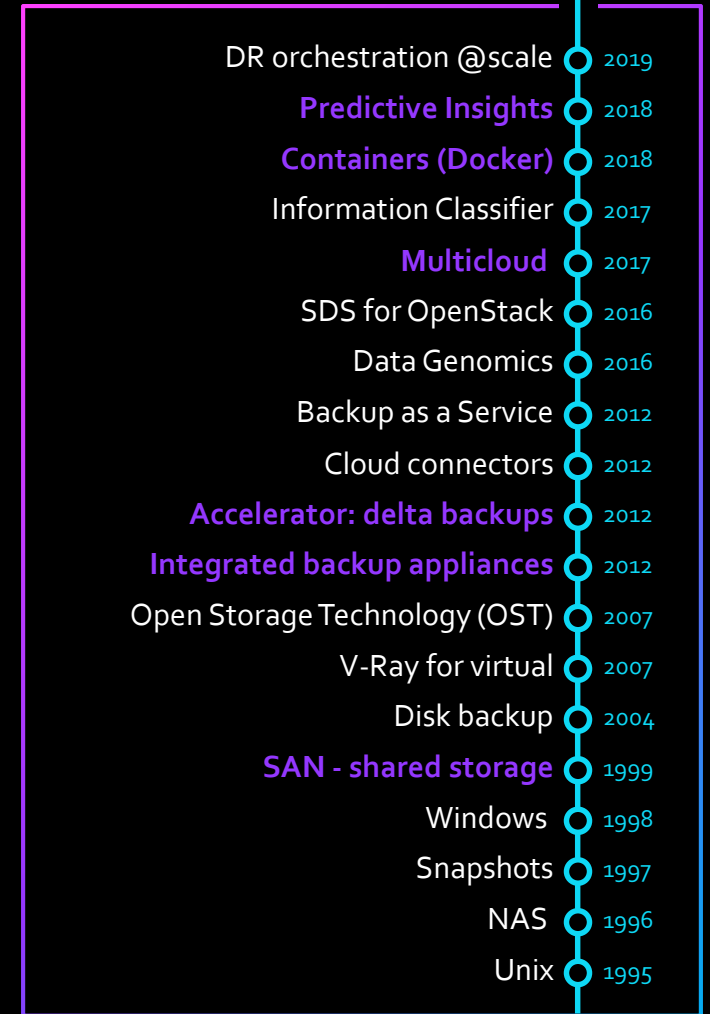 DR orchestration @scale 2019
Predictive Insights 2018
Containers (Docker) 2018
Information Classifier 2017
Multicloud 2017
SDS for OpenStack 2016
Data Genomics 2016
Backup as a Service 2012
Cloud connectors 2012
Accelerator: delta backups 2012
Integrated backup appliances 2012
Open Storage Technology (OST) 2007
V-Ray for virtual 2007
Disk backup 2004
SAN - shared storage 1999
Windows 1998
Snapshots 1997
NAS 1996
Unix 1995